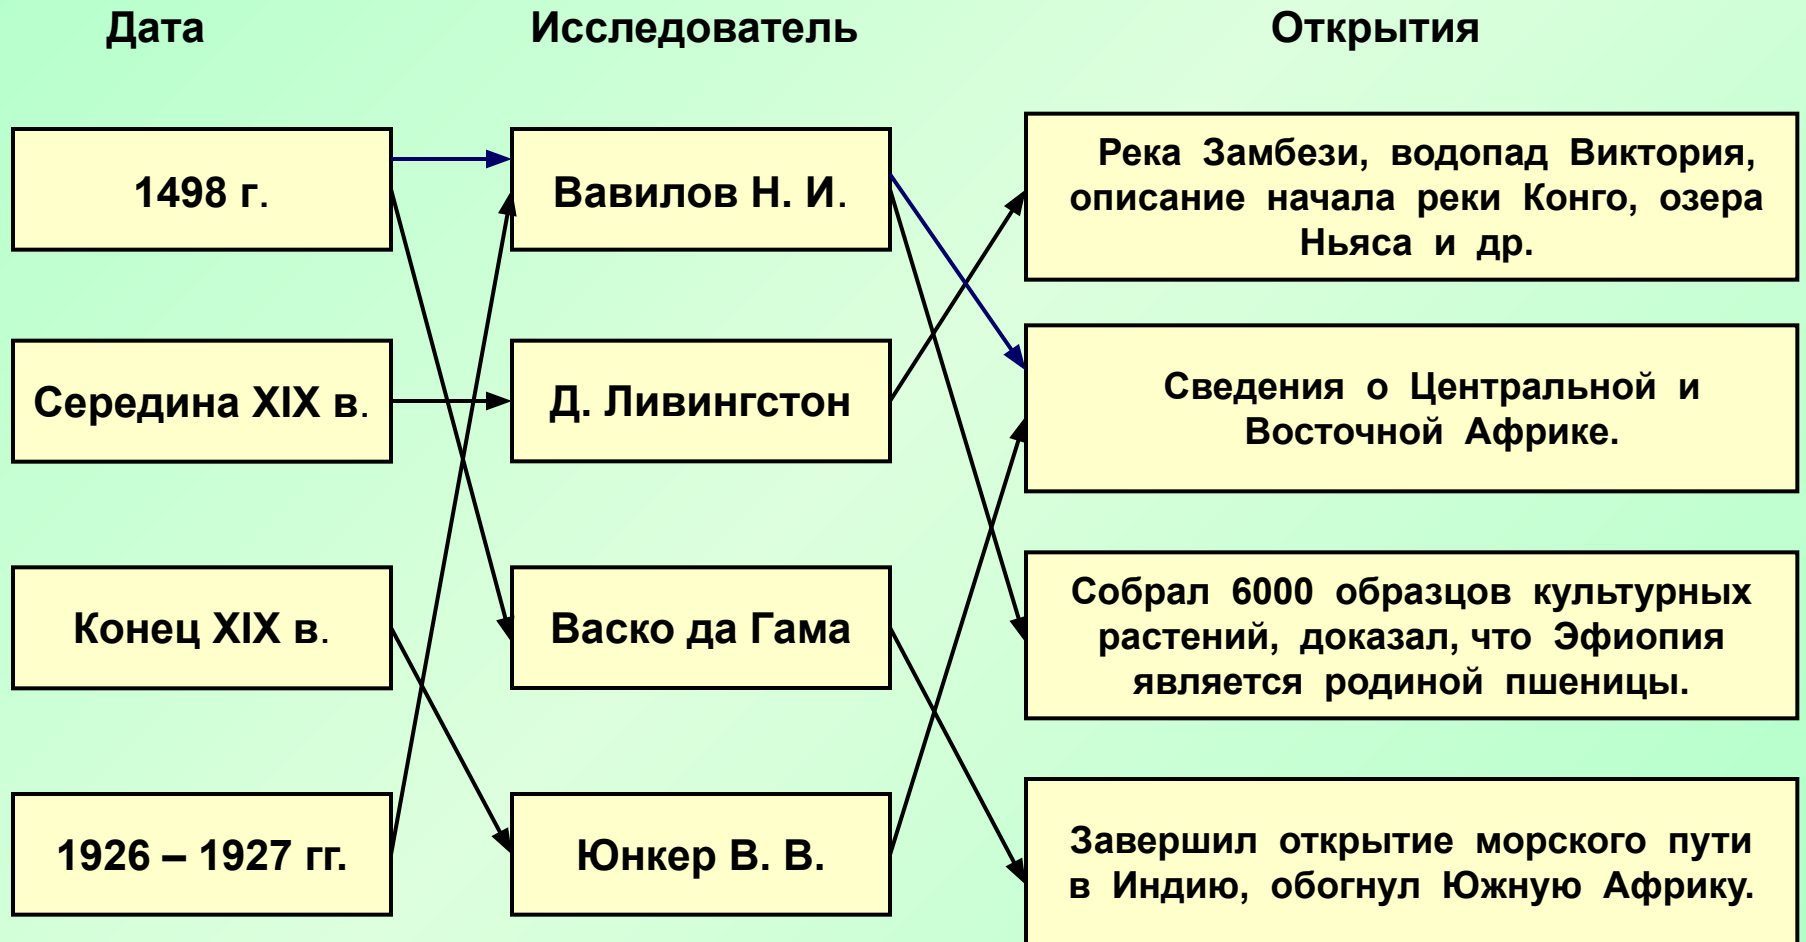 Дата
Исследователь
Открытия
1498 г.
Вавилов Н. И.
Река Замбези, водопад Виктория,
описание начала реки Конго, озера
Ньяса и др.
Середина XIX в.
Д. Ливингстон
Сведения о Центральной и
Восточной Африке.
Конец XIX в.
Васко да Гама
Собрал 6000 образцов культурных
растений, доказал, что Эфиопия
является родиной пшеницы.
1926 – 1927 гг.
Юнкер В. В.
Завершил открытие морского пути
в Индию, обогнул Южную Африку.